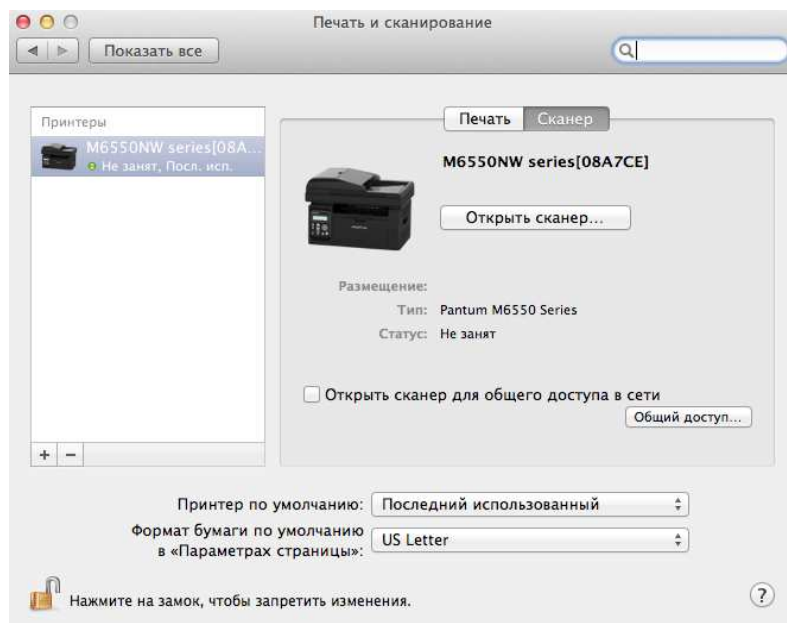 Печать и сканирование
Показать все
Принтеры
M6550NW series[08A...
Не занят, Посл. исп.
Печать
Сканер
M6550NW series[08A7CE]
Открыть сканер...
Размещение:
Тип: Pantum M6550 Series
Статус: Не занят
Открыть сканер для общего доступа в сети
Общий доступ...
+ −
Принтер по умолчанию: Последний использованный
Формат бумаги по умолчанию
в «Параметрах страницы»: US Letter
Нажмите на замок, чтобы запретить изменения.
?